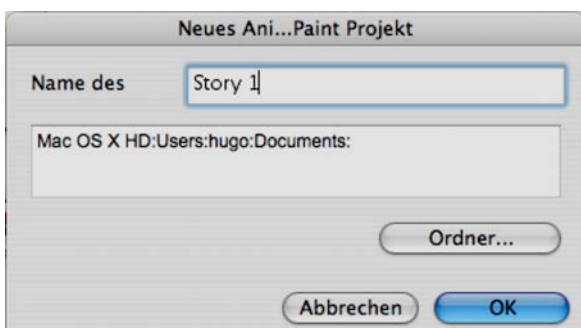 Neues Ani...Paint Projekt
Name des
Story 1
Mac OS X HD:Users:hugo:Documents:
Ordner...
Abbrechen
OK